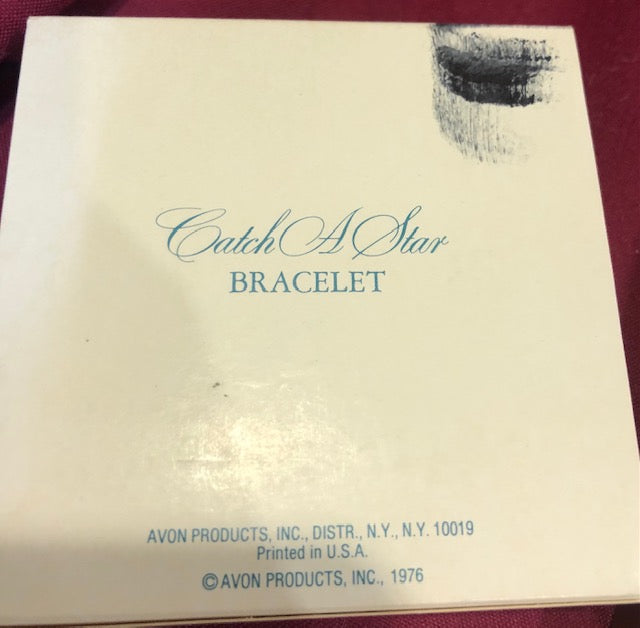 Catch A Star
BRACELET
AVON PRODUCTS, INC., DISTR., N.Y., N.Y. 10019
Printed in U.S.A.
©AVON PRODUCTS, INC., 1976